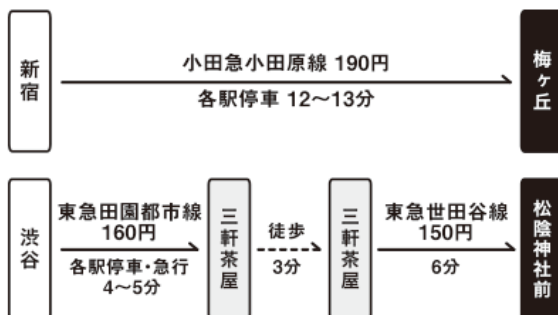 新宿
小田急小田原線 190円
各駅停車 12〜13分
梅ヶ丘
渋谷
東急田園都市線
160円
各駅停車・急行
4〜5分
三軒茶屋
徒歩
3分
三軒茶屋
東急世田谷線
150円
6分
松陰神社前